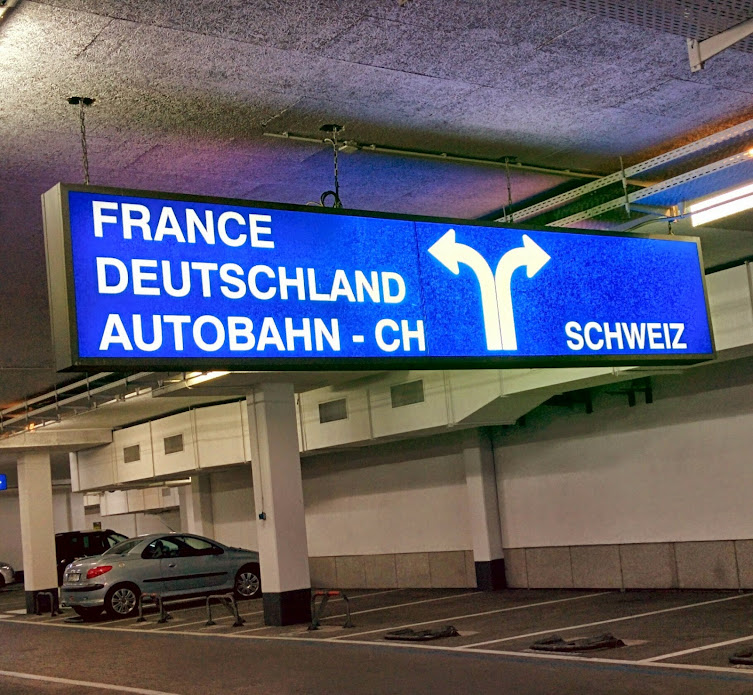 FRANCE
DEUTSCHLAND
AUTOBAHN - CH
SCHWEIZ